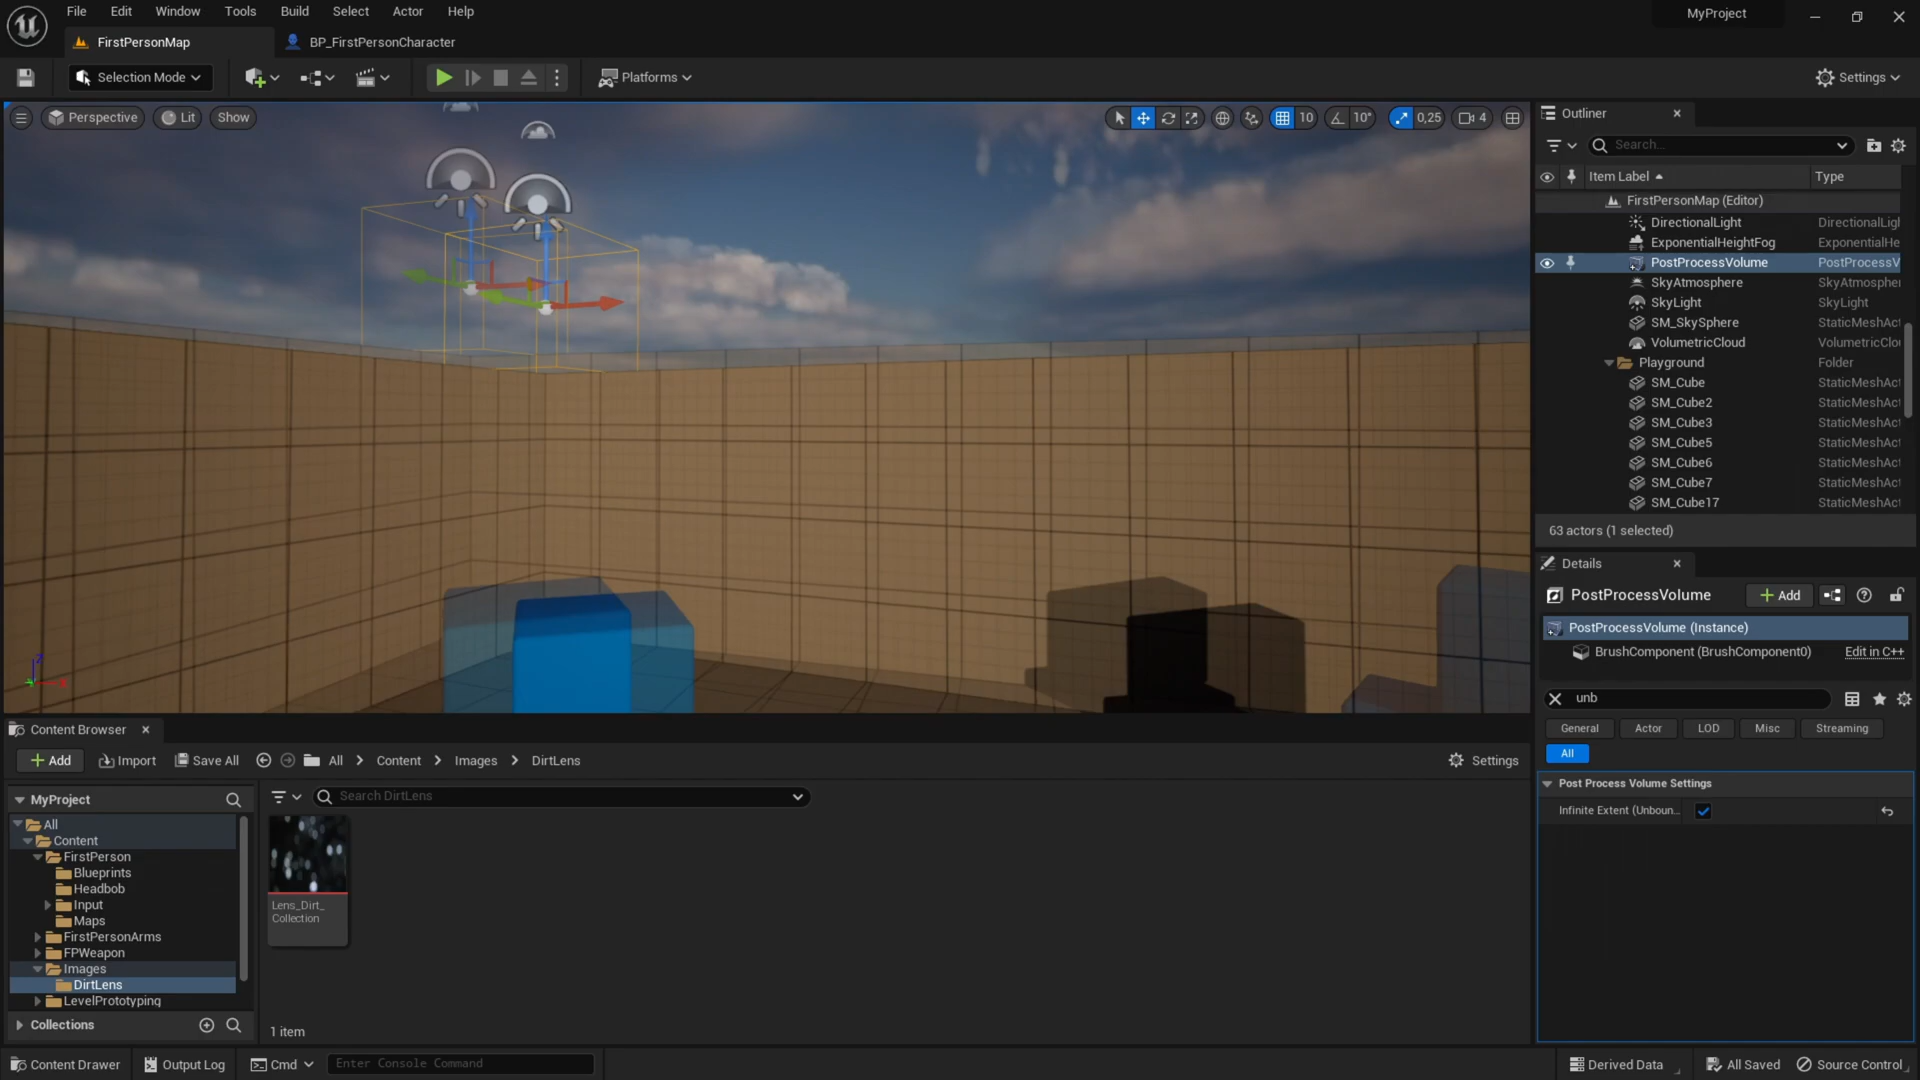 File Edit Window Tools Build Select Actor Help
MyProject
FirstPersonMap
BP_FirstPersonCharacter
Selection Mode
Platforms
Settings
Perspective
Lit
Show
10
10°
0,25
4
Outliner
Search...
Item Label
Type
FirstPersonMap (Editor)
DirectionalLight DirectionalLigh
ExponentialHeightFog ExponentialHe
PostProcessVolume PostProcessV
SkyAtmosphere SkyAtmospher
SkyLight SkyLight
SM_SkySphere StaticMeshAct
VolumetricCloud VolumetricClou
Playground Folder
SM_Cube StaticMeshAct
SM_Cube2 StaticMeshAct
SM_Cube3 StaticMeshAct
SM_Cube5 StaticMeshAct
SM_Cube6 StaticMeshAct
SM_Cube7 StaticMeshAct
SM_Cube17 StaticMeshAct
63 actors (1 selected)
Details
PostProcessVolume
Add
PostProcessVolume (Instance)
BrushComponent (BrushComponent0)
Edit in C++
unb
General
Actor
LOD
Misc
Streaming
All
Post Process Volume Settings
Infinite Extent (Unboun...
Content Browser
Add
Import
Save All
All
Content
Images
DirtLens
Settings
MyProject
Search DirtLens
All
Content
FirstPerson
Blueprints
Headbob
Input
Maps
FirstPersonArms
FPWeapon
Images
DirtLens
LevelPrototyping
Collections
Lens_Dirt_
Collection
1 item
Content Drawer
Output Log
Cmd
Enter Console Command
Derived Data
All Saved
Source Control